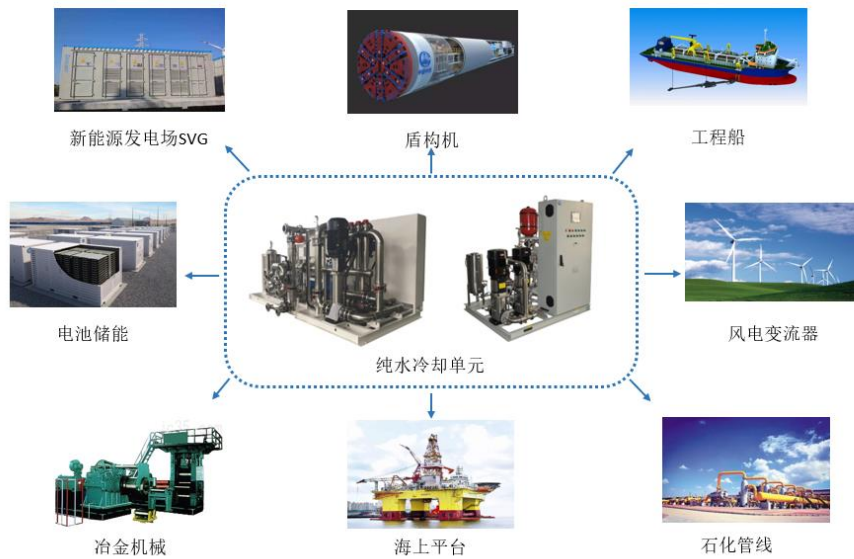 新能源发电场SVG
盾构机
工程船
电池储能
纯水冷却单元
风电变流器
冶金机械
海上平台
石化管线